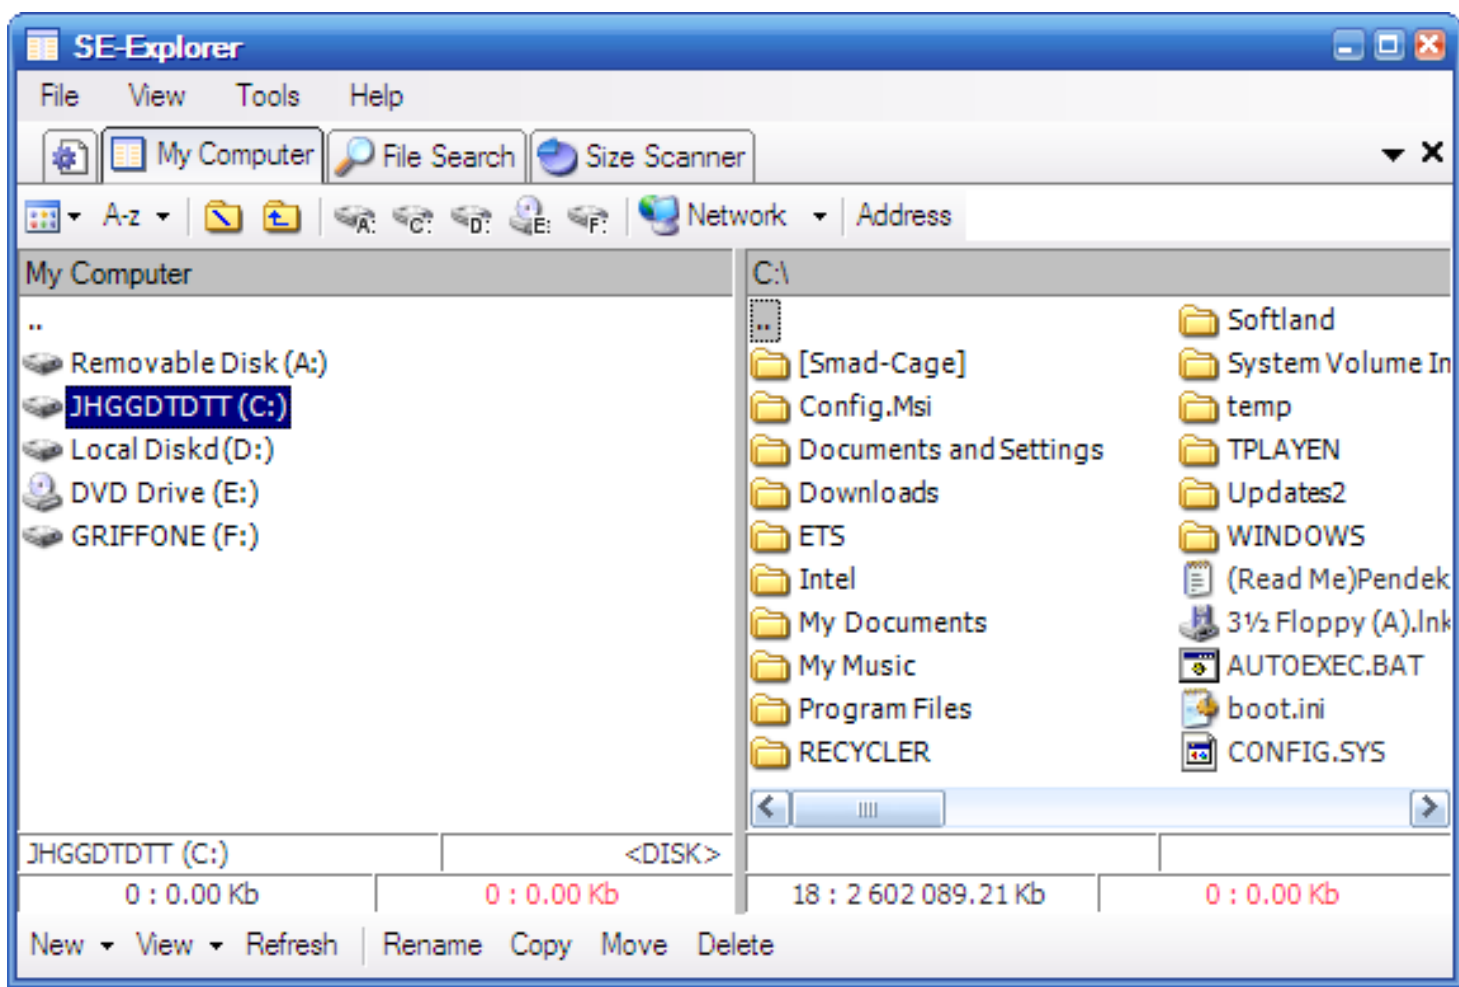 SE-Explorer
File View Tools Help
My Computer File Search Size Scanner
A-z A: C: D: E: F: Network Address
My Computer
..
Removable Disk (A:)
JHGGDTDTT (C:)
Local Diskd (D:)
DVD Drive (E:)
GRIFFONE (F:)
JHGGDTDTT (C:) <DISK>
0 : 0.00 Kb 0 : 0.00 Kb
C:\
..
[Smad-Cage]
Config.Msi
Documents and Settings
Downloads
ETS
Intel
My Documents
My Music
Program Files
RECYCLER
Softland
System Volume In
temp
TPLAYEN
Updates2
WINDOWS
(Read Me)Pendek
3½ Floppy (A).lnk
AUTOEXEC.BAT
boot.ini
CONFIG.SYS
18 : 2 602 089.21 Kb 0 : 0.00 Kb
New View Refresh Rename Copy Move Delete